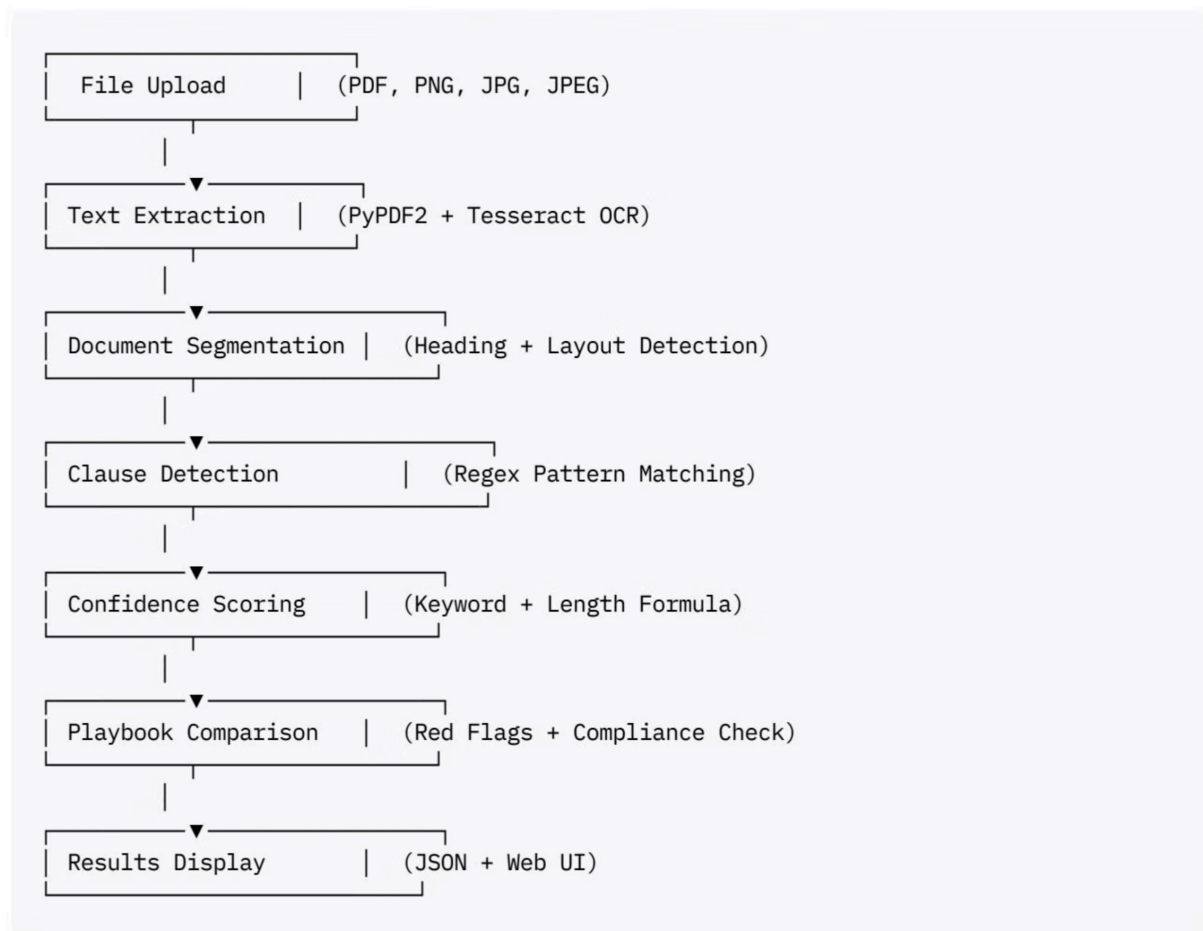 File Upload (PDF, PNG, JPG, JPEG)
Text Extraction (PyPDF2 + Tesseract OCR)
Document Segmentation (Heading + Layout Detection)
Clause Detection (Regex Pattern Matching)
Confidence Scoring (Keyword + Length Formula)
Playbook Comparison (Red Flags + Compliance Check)
Results Display (JSON + Web UI)